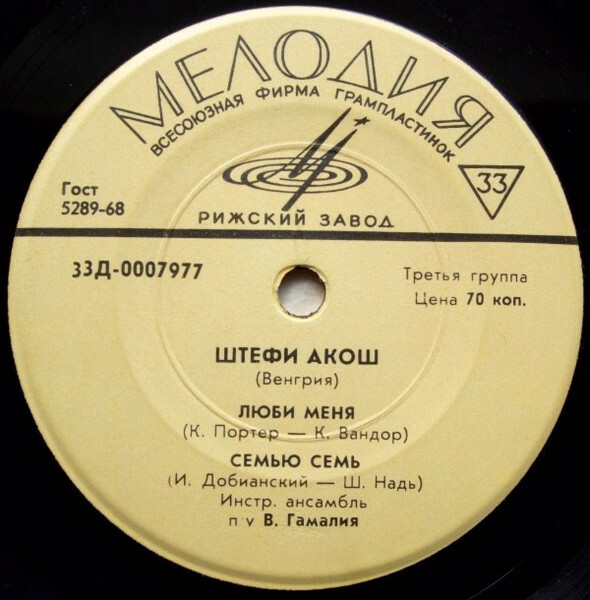 МЕЛОДИЯ
ВСЕСОЮЗНАЯ ФИРМА ГРАМПЛАСТИНОК
33
Гост
5289-68
РИЖСКИЙ ЗАВОД
33Д-0007977
Третья группа
Цена 70 коп.
ШТЕФИ АКОШ
(Венгрия)
ЛЮБИ МЕНЯ
(К. Портер — К. Вандор)
СЕМЬЮ СЕМЬ
(И. Добианский — Ш. Надь)
Инстр. ансамбль
п/у В. Гамалия